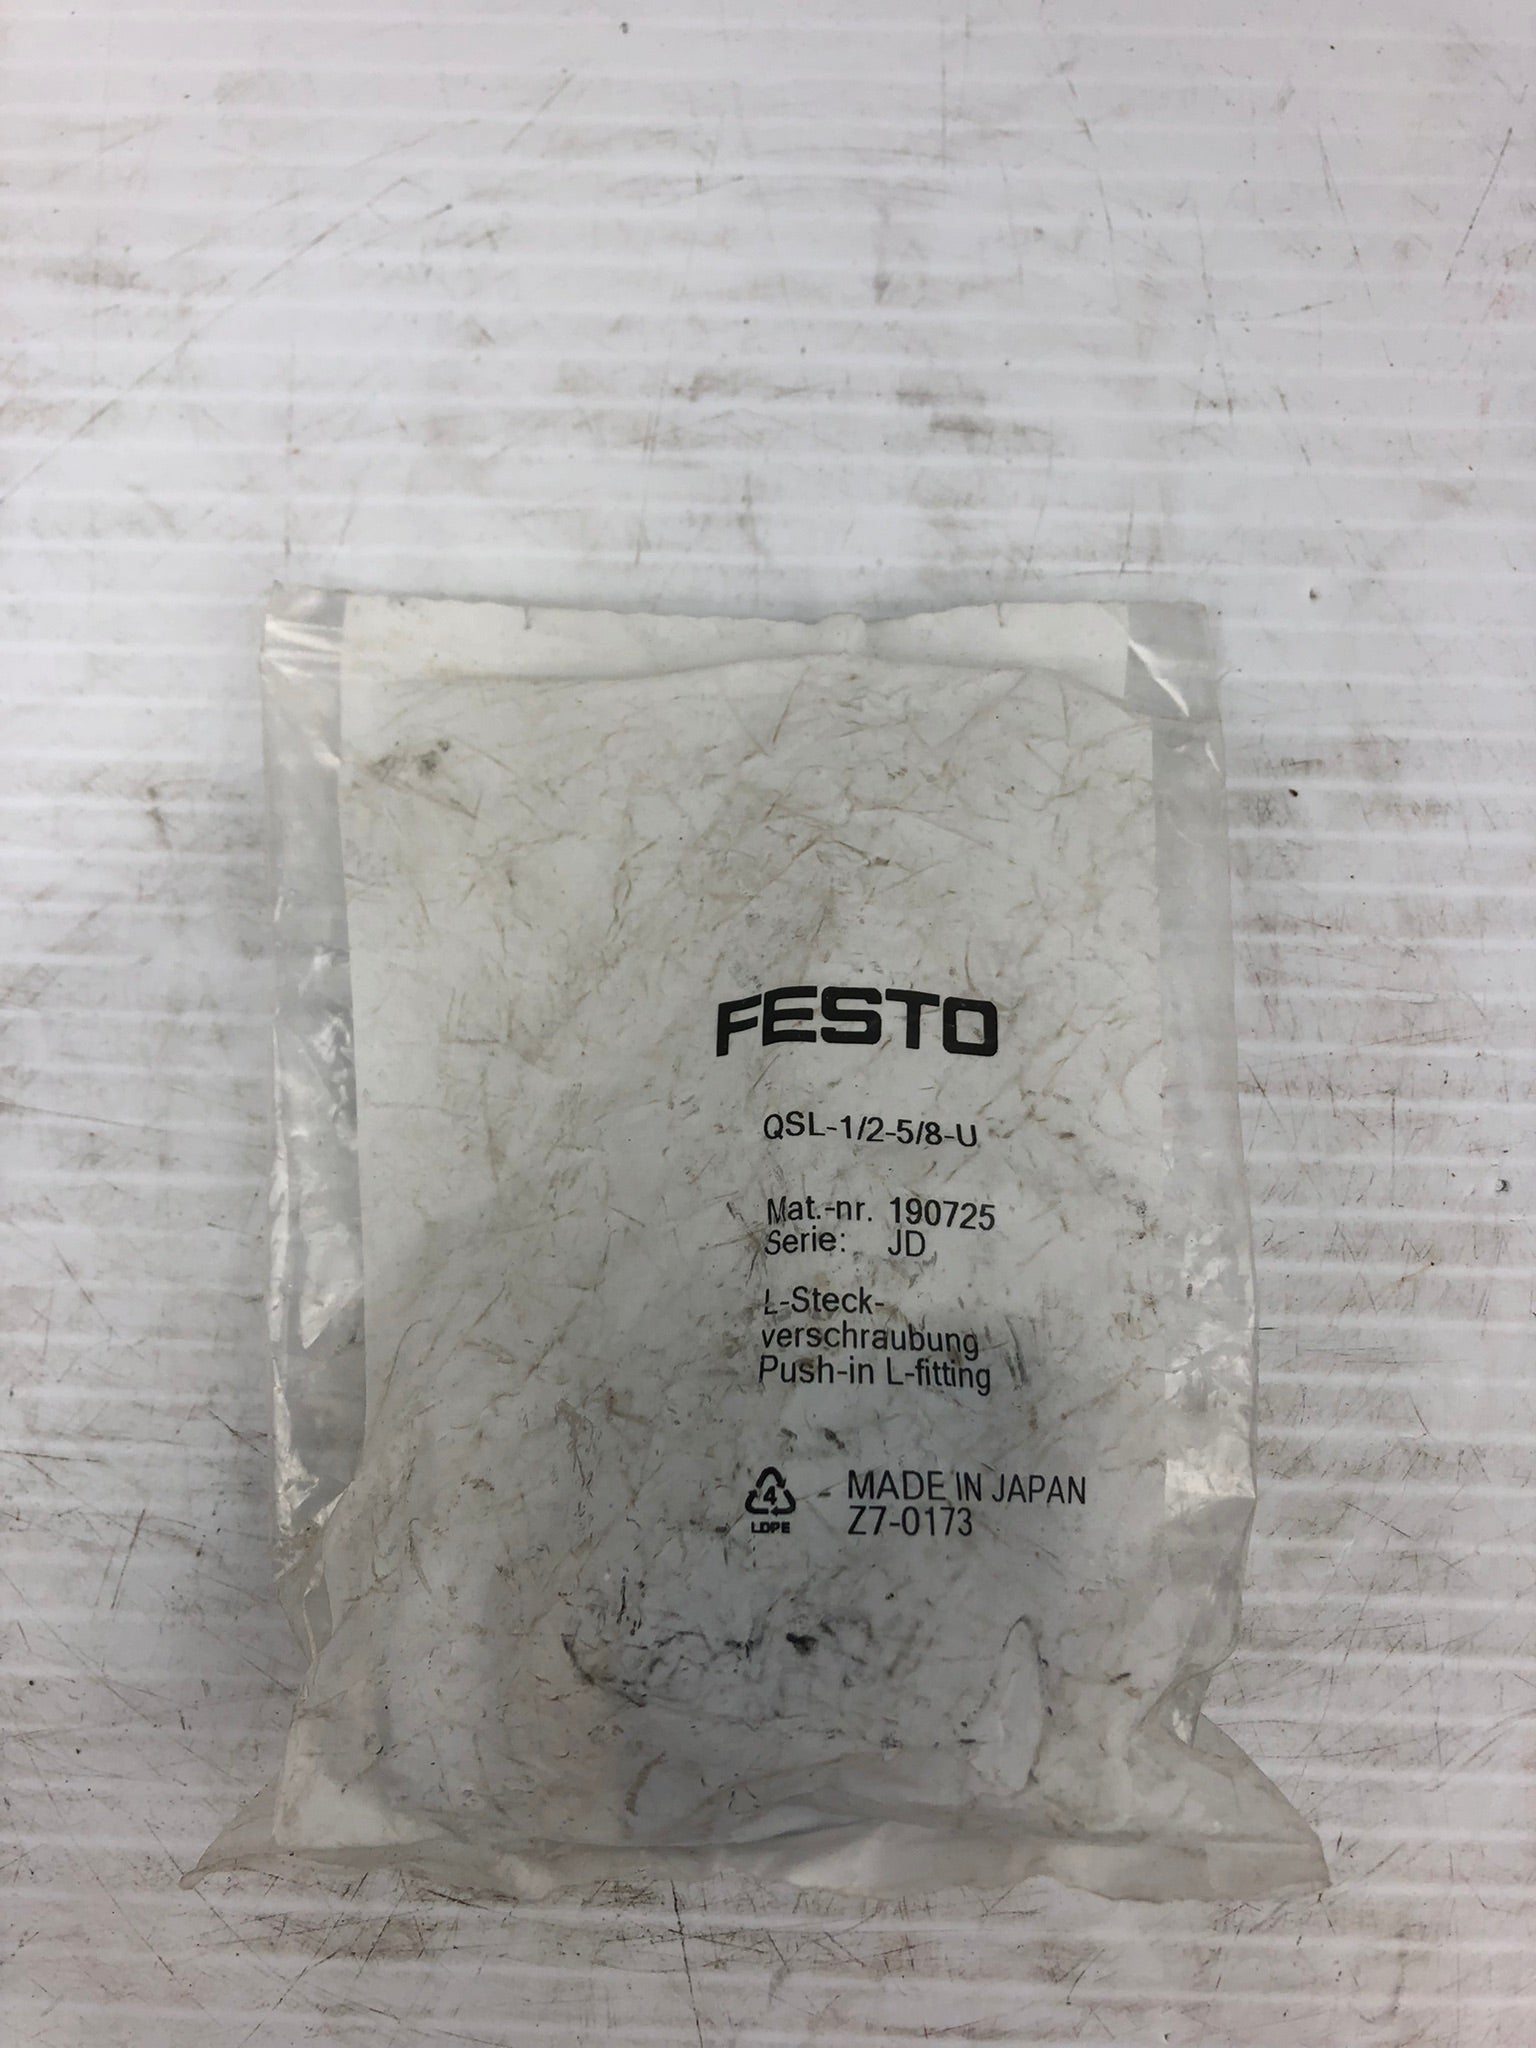 FESTO
QSL-1/2-5/8-U
Mat.-nr. 190725
Serie: JD
L-Steck-
verschraubung
Push-in L-fitting
4
LDPE
MADE IN JAPAN
Z7-0173